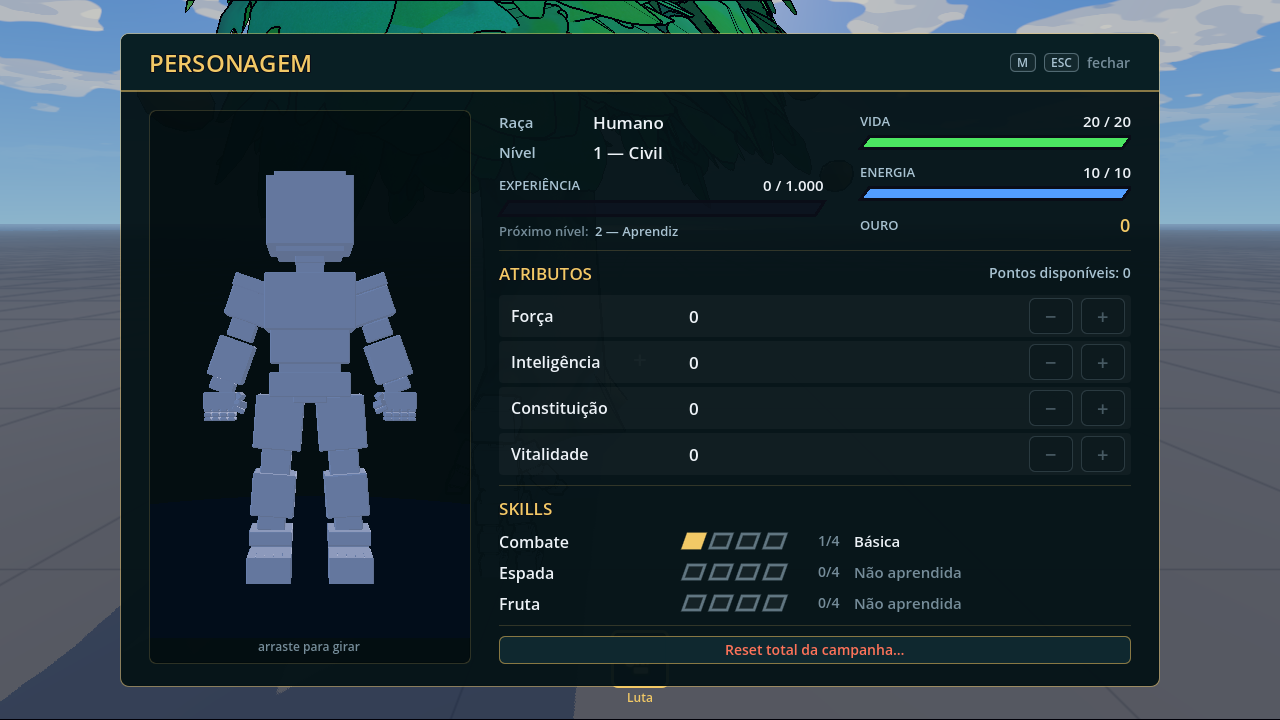 PERSONAGEM
M ESC fechar
Raça Humano
Nível 1 — Civil
EXPERIÊNCIA 0 / 1.000
Próximo nível: 2 — Aprendiz
VIDA 20 / 20
ENERGIA 10 / 10
OURO 0
ATRIBUTOS Pontos disponíveis: 0
Força 0 − +
Inteligência 0 − +
Constituição 0 − +
Vitalidade 0 − +
SKILLS
Combate 1/4 Básica
Espada 0/4 Não aprendida
Fruta 0/4 Não aprendida
arraste para girar
Reset total da campanha...
Luta